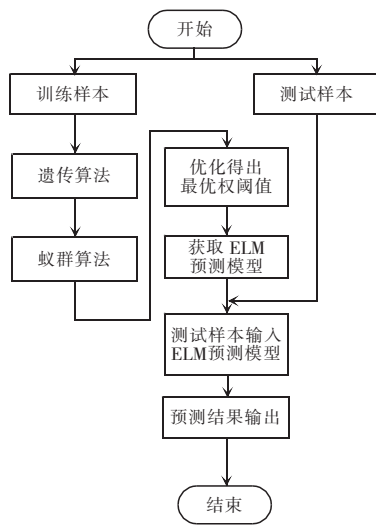 开始
训练样本
测试样本
遗传算法
优化得出
最优权阈值
蚁群算法
获取 ELM
预测模型
测试样本输入
ELM预测模型
预测结果输出
结束